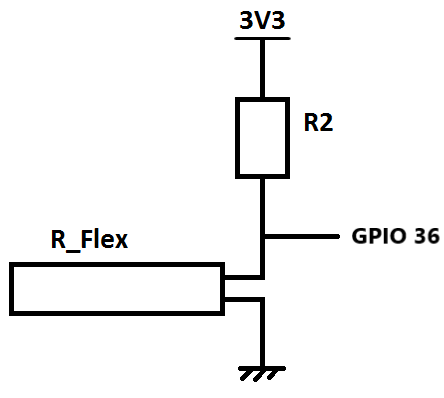 3V3
R2
GPIO 36
R_Flex